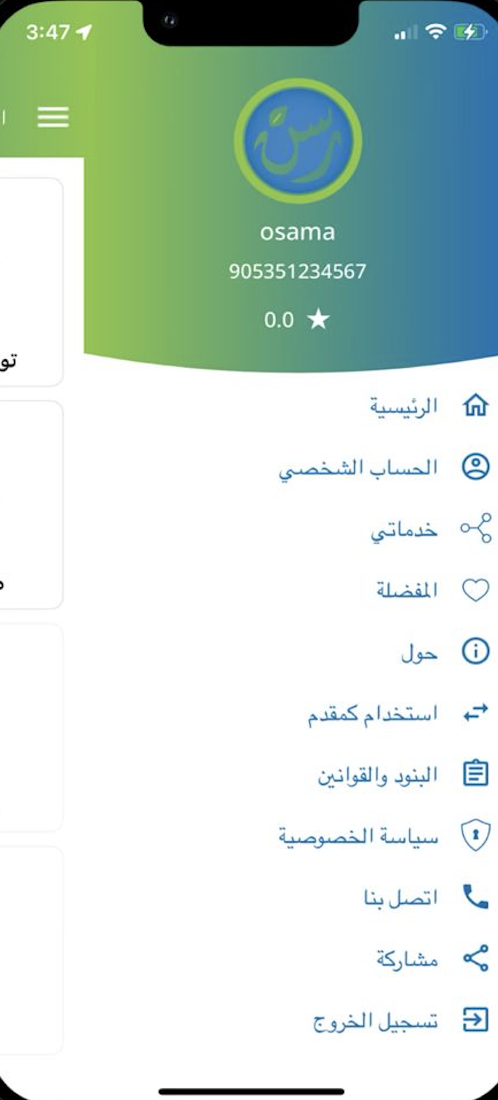 3:47
osama
905351234567
0.0
الرئيسية
الحساب الشخصي
خدماتي
المفضلة
حول
استخدام كمقدم
البنود والقوانين
سياسة الخصوصية
اتصل بنا
مشاركة
تسجيل الخروج